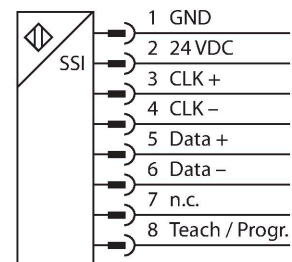 SSI
1 GND
2 24 VDC
3 CLK +
4 CLK –
5 Data +
6 Data –
7 n.c.
8 Teach / Progr.